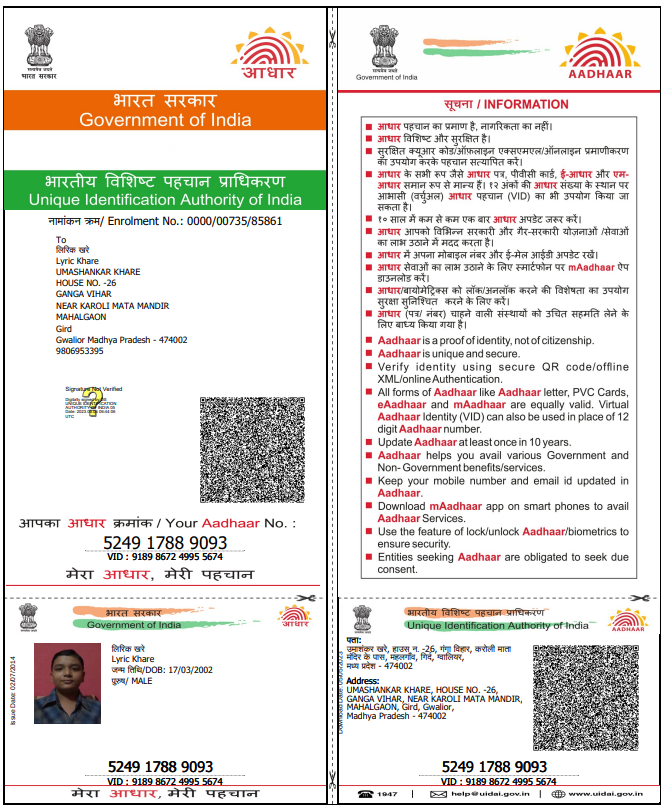 भारत सरकार
आधार
भारत सरकार
Government of India
भारतीय विशिष्ट पहचान प्राधिकरण
Unique Identification Authority of India
नामांकन क्रम/ Enrolment No.: 0000/00735/85861
To
लिरिक खरे
Lyric Khare
UMASHANKAR KHARE
HOUSE NO. -26
GANGA VIHAR
NEAR KAROLI MATA MANDIR
MAHALGAON
Gird
Gwalior Madhya Pradesh - 474002
9806953395
Signature Not Verified
आपका आधार क्रमांक / Your Aadhaar No. :
5249 1788 9093
VID : 9189 8672 4995 5674
मेरा आधार, मेरी पहचान
भारत सरकार
Government of India
आधार
Issue Date: 02/07/2014
लिरिक खरे
Lyric Khare
जन्म तिथि/DOB: 17/03/2002
पुरुष/ MALE
5249 1788 9093
VID : 9189 8672 4995 5674
मेरा आधार, मेरी पहचान
Government of India
AADHAAR
सूचना / INFORMATION
आधार पहचान का प्रमाण है, नागरिकता का नहीं।
आधार विशिष्ट और सुरक्षित है।
सुरक्षित क्यूआर कोड/ऑफ़लाइन एक्सएमएल/ऑनलाइन प्रमाणीकरण
का उपयोग करके पहचान सत्यापित करें।
आधार के सभी रूप जैसे आधार पत्र, पीवीसी कार्ड, ई-आधार और एम-
आधार समान रूप से मान्य हैं। १२ अंकों की आधार संख्या के स्थान पर
आभासी (वर्चुअल) आधार पहचान (VID) का भी उपयोग किया जा
सकता है।
१० साल में कम से कम एक बार आधार अपडेट जरूर करें।
आधार आपको विभिन्न सरकारी और गैर-सरकारी योजनाओं /सेवाओं
का लाभ उठाने में मदद करता है।
आधार में अपना मोबाइल नंबर और ई-मेल आईडी अपडेट रखें।
आधार सेवाओं का लाभ उठाने के लिए स्मार्टफोन पर mAadhaar ऐप
डाउनलोड करें।
आधार/बायोमेट्रिक्स को लॉक/अनलॉक करने की विशेषता का उपयोग
सुरक्षा सुनिश्चित करने के लिए करें।
आधार (पत्र/ नंबर) चाहने वाली संस्थायों को उचित सहमति लेने के
लिए बाध्य किया गया है।
Aadhaar is a proof of identity, not of citizenship.
Aadhaar is unique and secure.
Verify identity using secure QR code/offline
XML/online Authentication.
All forms of Aadhaar like Aadhaar letter, PVC Cards,
eAadhaar and mAadhaar are equally valid. Virtual
Aadhaar Identity (VID) can also be used in place of 12
digit Aadhaar number.
Update Aadhaar at least once in 10 years.
Aadhaar helps you avail various Government and
Non- Government benefits/services.
Keep your mobile number and email id updated in
Aadhaar.
Download mAadhaar app on smart phones to avail
Aadhaar Services.
Use the feature of lock/unlock Aadhaar/biometrics to
ensure security.
Entities seeking Aadhaar are obligated to seek due
consent.
भारतीय विशिष्ट पहचान प्राधिकरण
Unique Identification Authority of India
AADHAAR
पता:
उमाशंकर खरे, हाउस न. -26, गंगा विहार, करोली माता
मंदिर के पास, महलगाँव, गिर्द, ग्वालियर,
मध्य प्रदेश - 474002
Address:
UMASHANKAR KHARE, HOUSE NO. -26,
GANGA VIHAR, NEAR KAROLI MATA MANDIR,
MAHALGAON, Gird, Gwalior,
Madhya Pradesh - 474002
5249 1788 9093
VID : 9189 8672 4995 5674
1947 | help@uidai.gov.in | www.uidai.gov.in